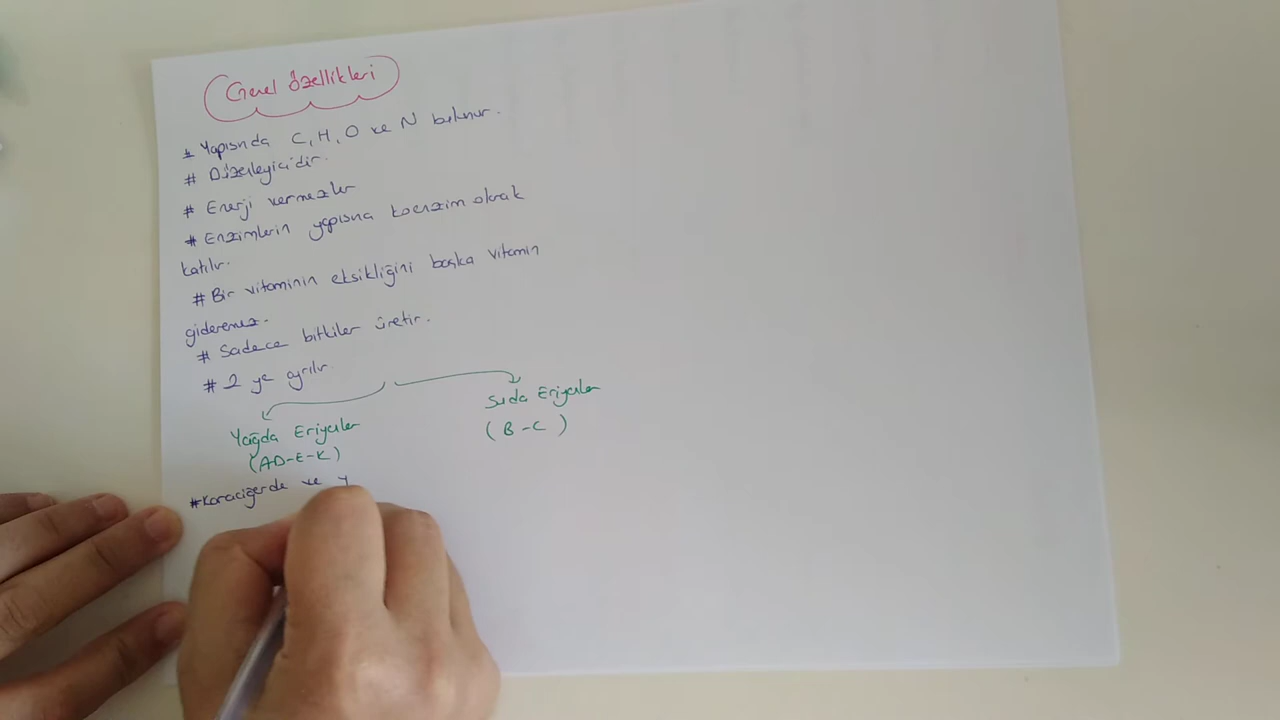 Genel Özellikleri
# Yapısında C, H, O ve N bulunur.
# Düzenleyicidir.
# Enerji vermezler
# Enzimlerin yapısına koenzim olarak
katılır.
# Bir vitaminin eksikliğini başka vitamin
gideremez.
# Sadece bitkiler üretir.
# 2 ye ayrılır
Yağda Eriyenler
(AD-E-K)
Suda Eriyenler
(B-C)
#Karaciğerde ve Y